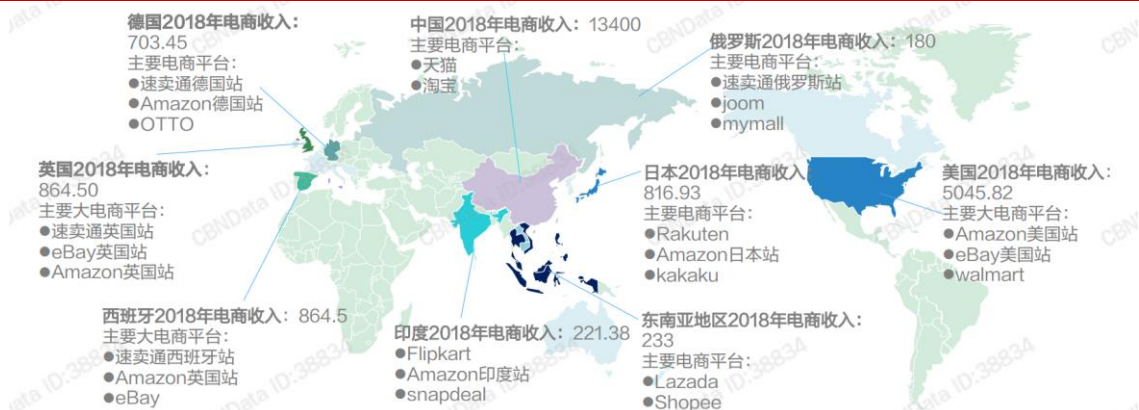 德国2018年电商收入：
703.45
主要电商平台：
●速卖通德国站
●Amazon德国站
●OTTO
中国2018年电商收入：13400
主要电商平台：
●天猫
●淘宝
俄罗斯2018年电商收入：180
主要电商平台：
●速卖通俄罗斯站
●joom
●mymall
英国2018年电商收入：
864.50
主要大电商平台：
●速卖通英国站
●eBay英国站
●Amazon英国站
日本2018年电商收入
816.93
主要电商平台：
●Rakuten
●Amazon日本站
●kakaku
美国2018年电商收入：
5045.82
主要大电商平台：
●Amazon美国站
●eBay美国站
●walmart
西班牙2018年电商收入：864.5
主要大电商平台：
●速卖通西班牙站
●Amazon英国站
●eBay
印度2018年电商收入：221.38
●Flipkart
●Amazon印度站
●snapdeal
东南亚地区2018年电商收入：
233
主要电商平台：
●Lazada
●Shopee
CBNData ID:38834